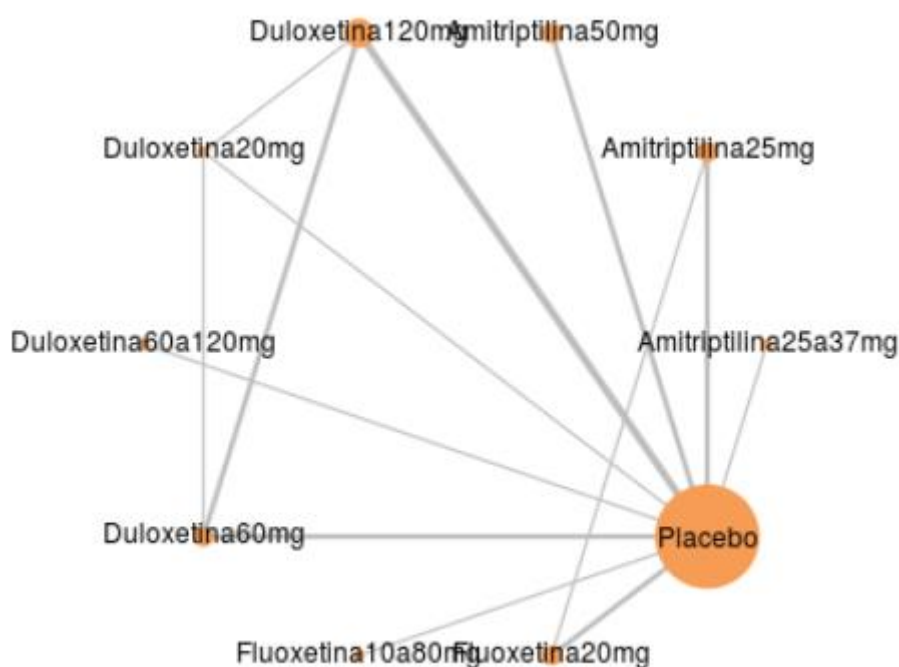 Duloxetina120mg
Amitriptilina50mg
Duloxetina20mg
Amitriptilina25mg
Duloxetina60a120mg
Amitriptilina25a37mg
Duloxetina60mg
Placebo
Fluoxetina10a80mg
Fluoxetina20mg